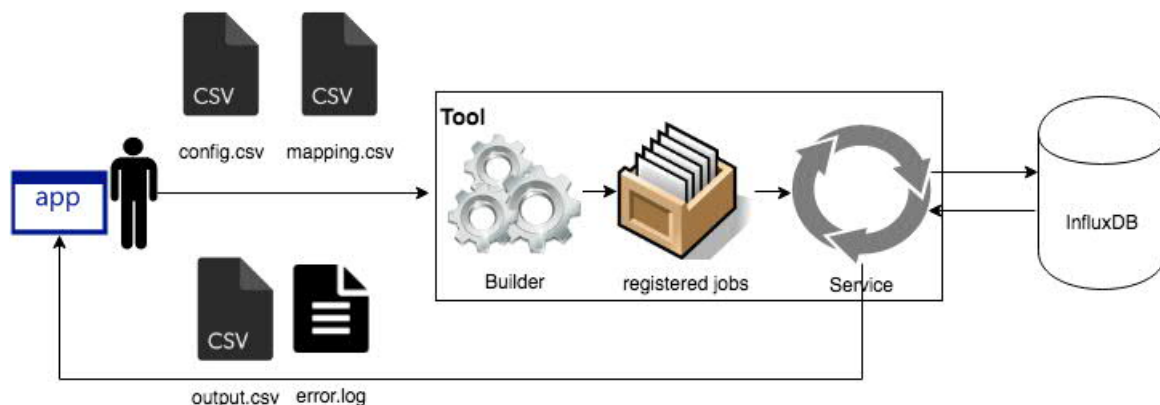 CSV
CSV
config.csv
mapping.csv
Tool
app
InfluxDB
Builder
registered jobs
Service
CSV
output.csv
error.log